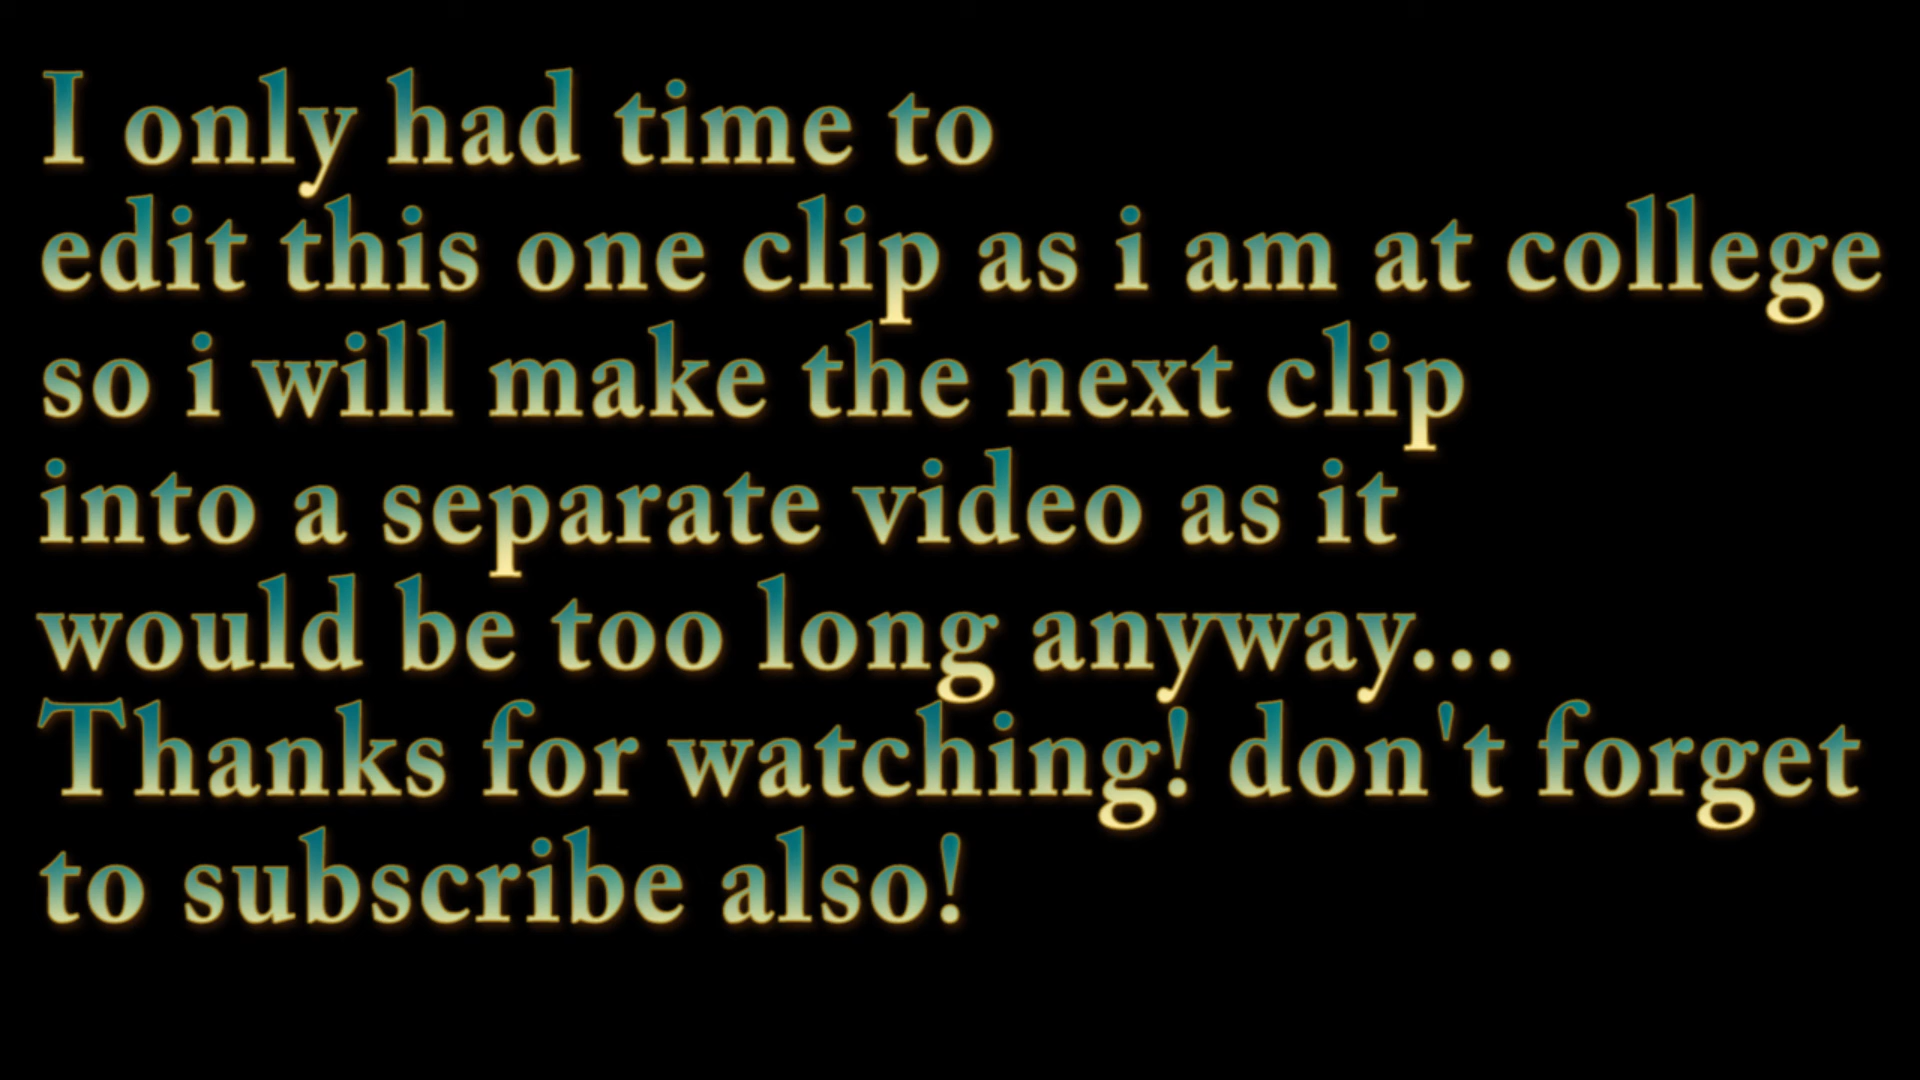 I only had time to
edit this one clip as i am at college
so i will make the next clip
into a separate video as it
would be too long anyway...
Thanks for watching! don't forget
to subscribe also!